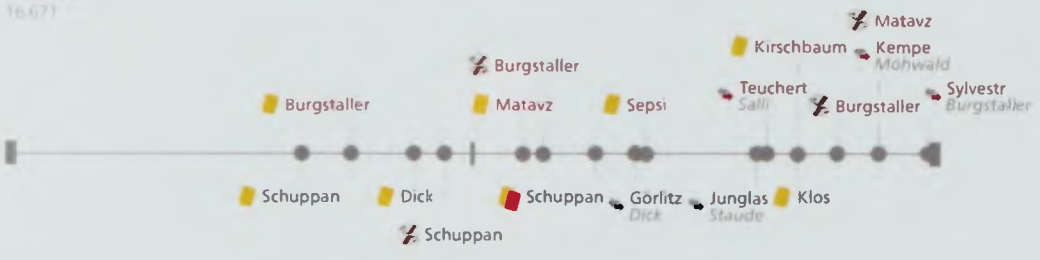 16.671
Matavz
Kirschbaum
Kempe
Möhwald
Burgstaller
Teuchert
Salli
Sylvestr
Burgstaller
Burgstaller
Matavz
Sepsi
Burgstaller
Schuppan
Dick
Schuppan
Görlitz
Dick
Junglas
Staude
Klos
Schuppan